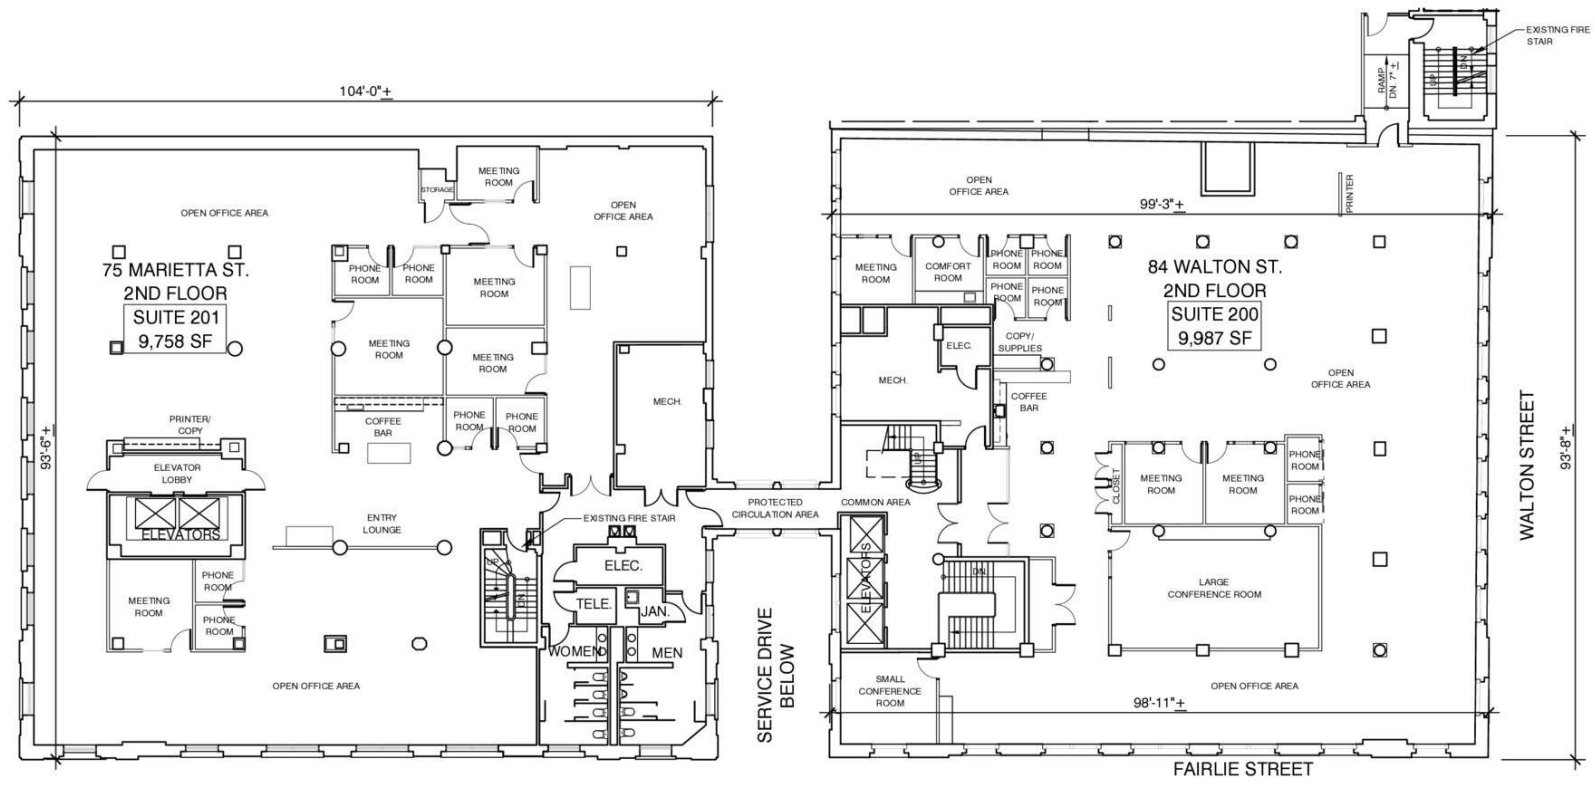 104'-0"±
93'-6"±
MEETING
ROOM
STORAGE
OPEN OFFICE AREA
OPEN
OFFICE AREA
75 MARIETTA ST.
2ND FLOOR
SUITE 201
9,758 SF
PHONE
ROOM
PHONE
ROOM
MEETING
ROOM
MEETING
ROOM
MEETING
ROOM
MECH.
PRINTER/
COPY
COFFEE
BAR
PHONE
ROOM
PHONE
ROOM
ELEVATOR
LOBBY
ELEVATORS
ENTRY
LOUNGE
EXISTING FIRE STAIR
UP
DN.
ELEC.
TELE.
JAN.
WOMEN
MEN
MEETING
ROOM
PHONE
ROOM
PHONE
ROOM
OPEN OFFICE AREA
PROTECTED
CIRCULATION AREA
SERVICE DRIVE
BELOW
EXISTING FIRE
STAIR
RAMP
DN. 7" ±
UP
DN.
OPEN
OFFICE AREA
PRINTER
99'-3"±
MEETING
ROOM
COMFORT
ROOM
PHONE
ROOM
PHONE
ROOM
PHONE
ROOM
PHONE
ROOM
84 WALTON ST.
2ND FLOOR
SUITE 200
9,987 SF
COPY/
SUPPLIES
ELEC.
MECH.
OPEN
OFFICE AREA
COFFEE
BAR
UP
COMMON AREA
ELEVATORS
DN.
CLOSET
MEETING
ROOM
MEETING
ROOM
PHONE
ROOM
PHONE
ROOM
LARGE
CONFERENCE ROOM
SMALL
CONFERENCE
ROOM
OPEN OFFICE AREA
98'-11"±
93'-8"±
WALTON STREET
FAIRLIE STREET